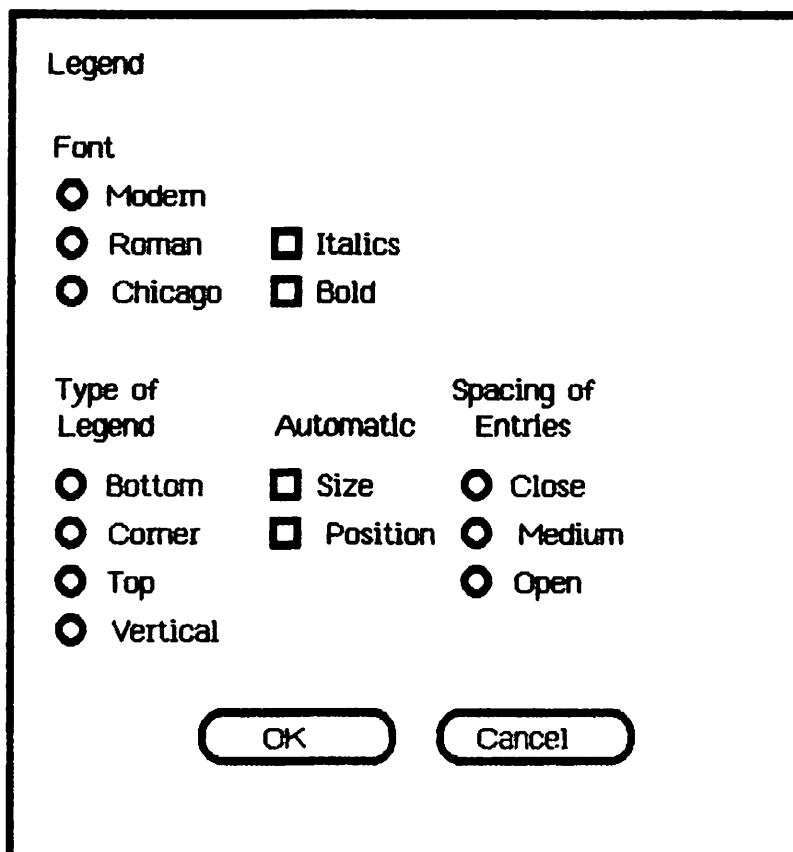 Legend
Font
Modern
Roman Italics
Chicago Bold
Type of Spacing of
Legend Automatic Entries
Bottom Size Close
Corner Position Medium
Top Open
Vertical
OK Cancel